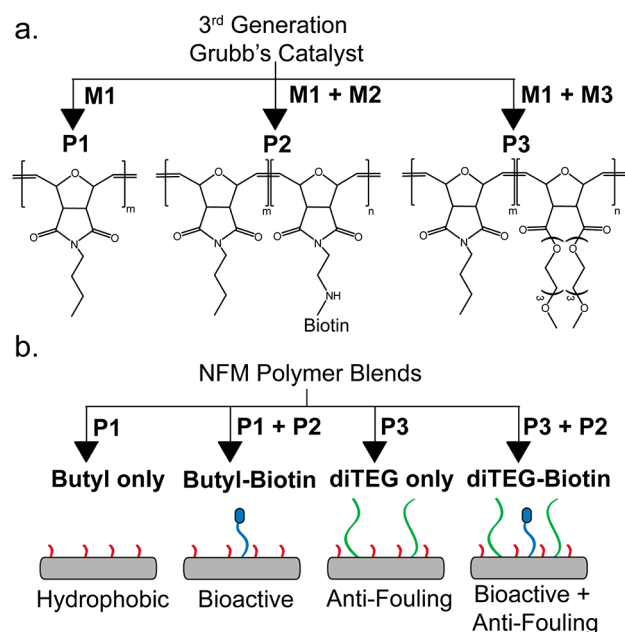 a.
3rd Generation
Grubb's Catalyst
M1
M1 + M2
M1 + M3
P1
P2
P3
O
m
O
N
O
O
m
O
n
O
N
O
O
N
O
NH
Biotin
O
m
O
n
O
N
O
O
O
O
O
3
3
O
O
b.
NFM Polymer Blends
P1
P1 + P2
P3
P3 + P2
Butyl only
Butyl-Biotin
diTEG only
diTEG-Biotin
Hydrophobic
Bioactive
Anti-Fouling
Bioactive +
Anti-Fouling